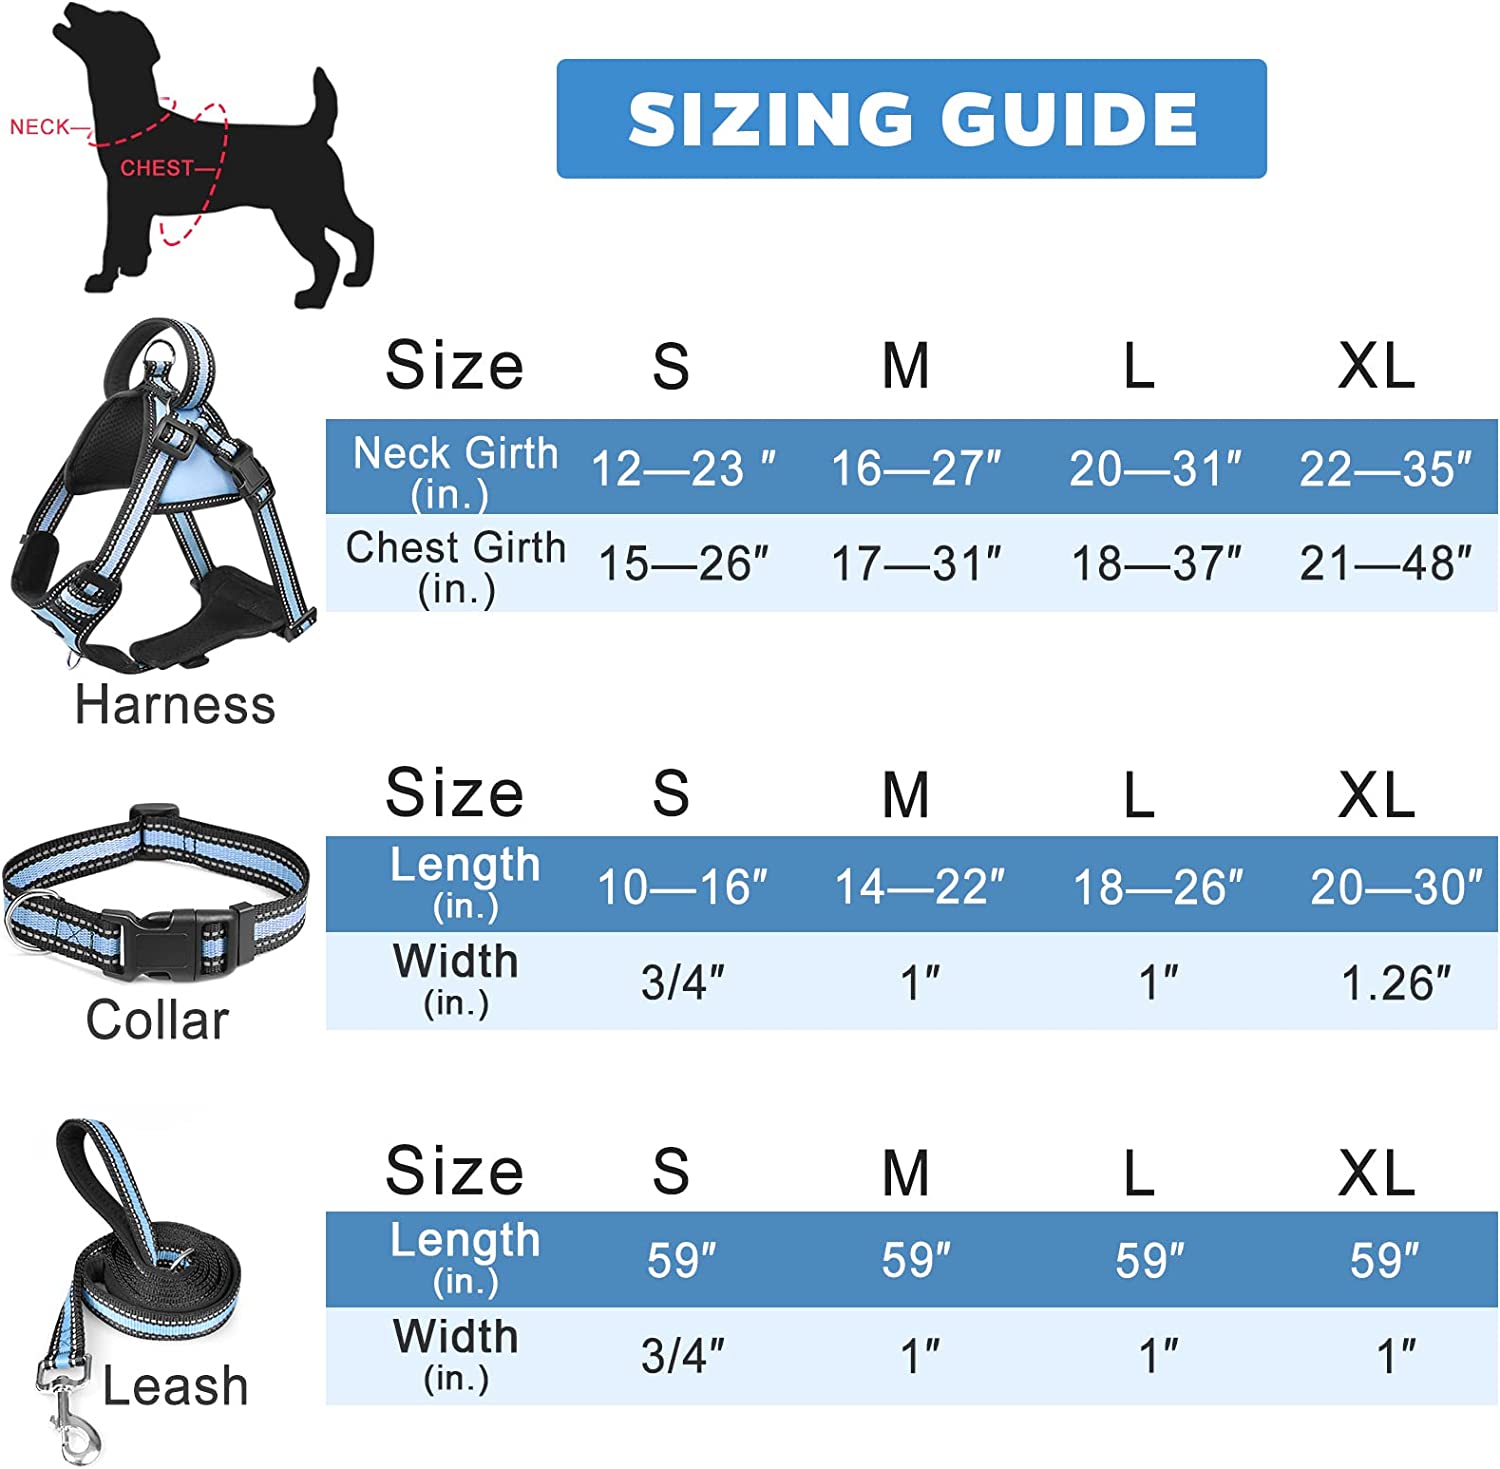 SIZING GUIDE
NECK
CHEST
Size S M L XL
Neck Girth (in.) 12—23 ″ 16—27″ 20—31″ 22—35″
Chest Girth (in.) 15—26″ 17—31″ 18—37″ 21—48″
Harness
Size S M L XL
Length (in.) 10—16″ 14—22″ 18—26″ 20—30″
Width (in.) 3/4″ 1″ 1″ 1.26″
Collar
Size S M L XL
Length (in.) 59″ 59″ 59″ 59″
Width (in.) 3/4″ 1″ 1″ 1″
Leash